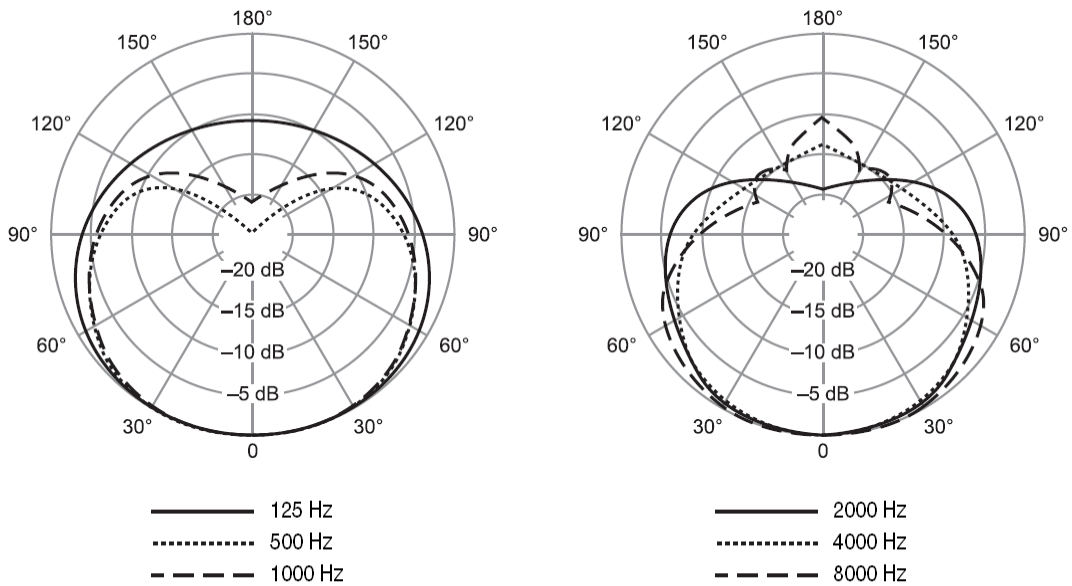 180°
150° 150°
120° 120°
90° 90°
–20 dB
–15 dB
60° 60°
–10 dB
–5 dB
30° 30°
0
125 Hz
500 Hz
1000 Hz
180°
150° 150°
120° 120°
90° 90°
–20 dB
–15 dB
60° 60°
–10 dB
–5 dB
30° 30°
0
2000 Hz
4000 Hz
8000 Hz